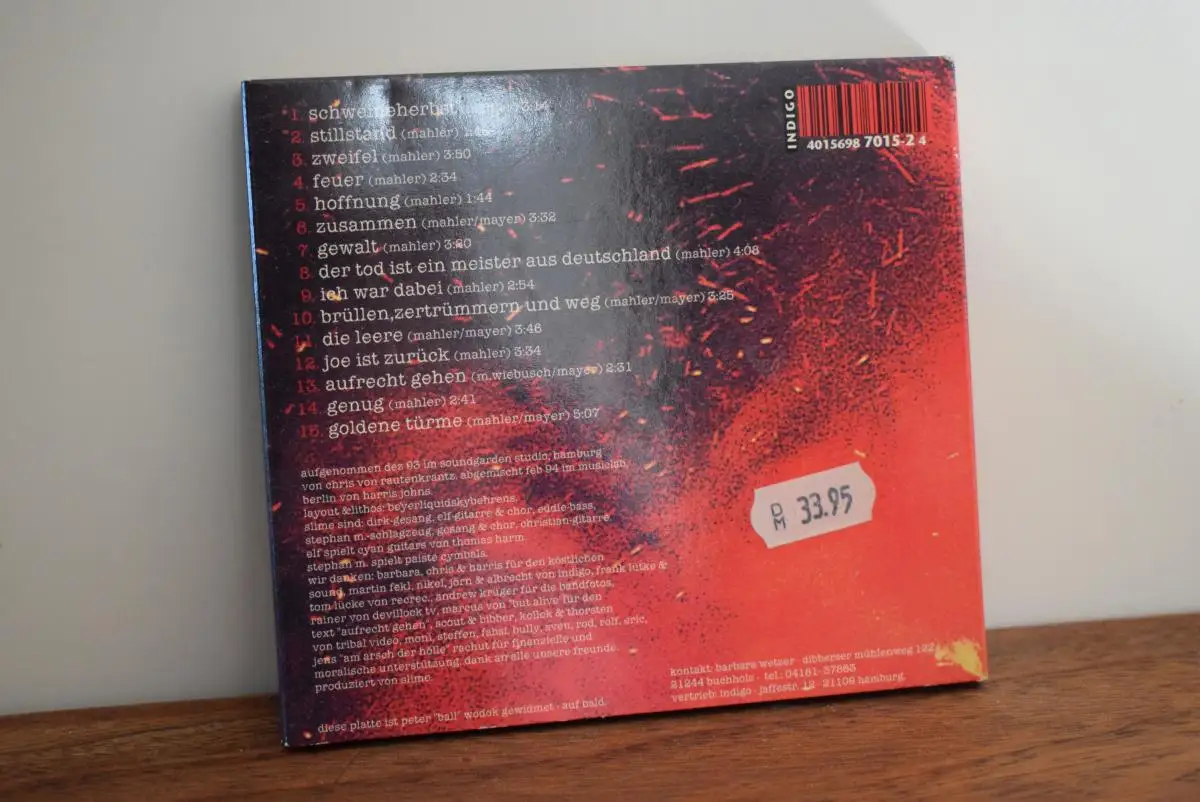 1. schweineherbst 3:14
2. stillstand (mahler)
3. zweifel (mahler) 3:50
4. feuer (mahler) 2:34
5. hoffnung (mahler) 1:44
6. zusammen (mahler/mayer) 3:32
7. gewalt (mahler) 3:20
8. der tod ist ein meister aus deutschland (mahler) 4:08
9. ich war dabei (mahler) 2:54
10. brüllen,zertrümmern und weg (mahler/mayer) 3:25
11. die leere (mahler/mayer) 3:46
12. joe ist zurück (mahler) 3:34
13. aufrecht gehen (m.wiebusch/mayer) 2:31
14. genug (mahler) 2:41
15. goldene türme (mahler/mayer) 5:07
INDIGO
4015698 7015-2 4
DM 33.95
aufgenommen dez 93 im soundgarden studio, hamburg
von chris von rautenkrantz. abgemischt feb 94 im musiclab,
berlin von harris johns.
layout &lithos: beyerliquidskybehrens.
slime sind: dirk-gesang, elf-gitarre & chor, eddie-bass,
stephan m.-schlagzeug, gesang & chor, christian-gitarre.
elf spielt cyan guitars von thomas harm
stephan m. spielt paiste cymbals.
wir danken: barbara, chris & harris für den köstlichen
sound, martin fekl, nikel, jörn & albrecht von indigo, frank lütke &
tom lücke von recrec., andrew krüger für die bandfotos,
rainer von devillock tv, marcus von "but alive" für den
text "aufrecht gehen", scout & bibber, kollok & thorsten
von tribal video, moni, steffen, fabsi, bully, sven, rod, rolf, eric,
jens "am arsch der hölle" rachut für finanzielle und
moralische unterstützung. dank an alle unsere freunde.
produziert von slime.
diese platte ist peter "ball" wodok gewidmet - auf bald.
kontakt: barbara wetzer · dibberser mühlenweg 122
21244 buchholz · tel.: 04181-37863
vertrieb: indigo · jaffestr. 12 · 21109 hamburg.